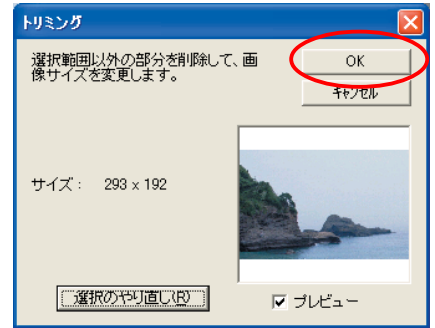 トリミング
選択範囲以外の部分を削除して、画
像サイズを変更します。
OK
キャンセル
サイズ： 293 x 192
選択のやり直し(R)
プレビュー